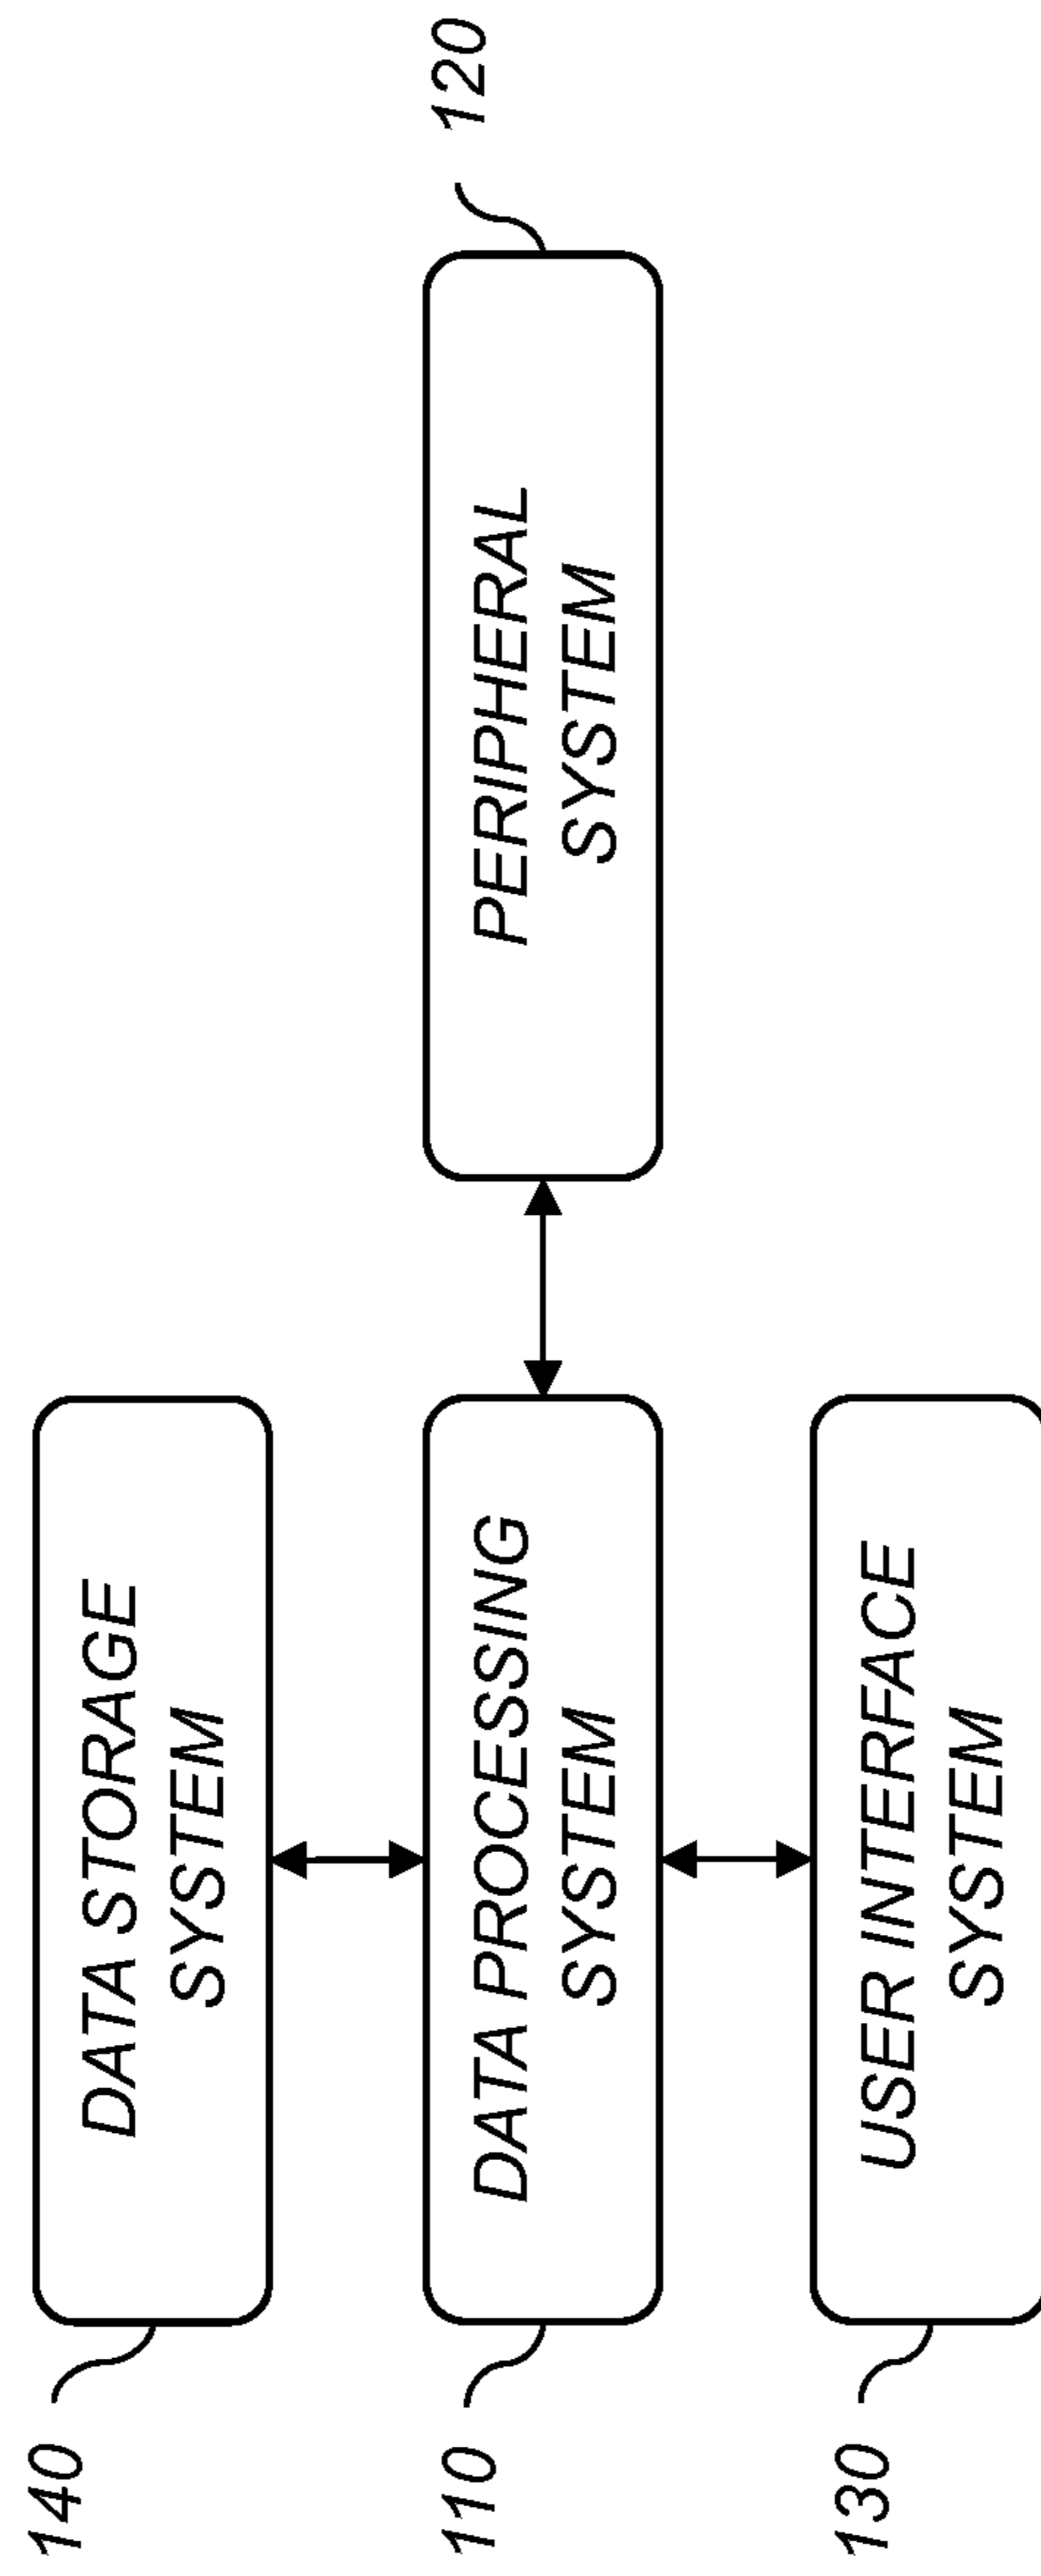 140
DATA STORAGE
SYSTEM
110
DATA PROCESSING
SYSTEM
PERIPHERAL
SYSTEM
120
130
USER INTERFACE
SYSTEM